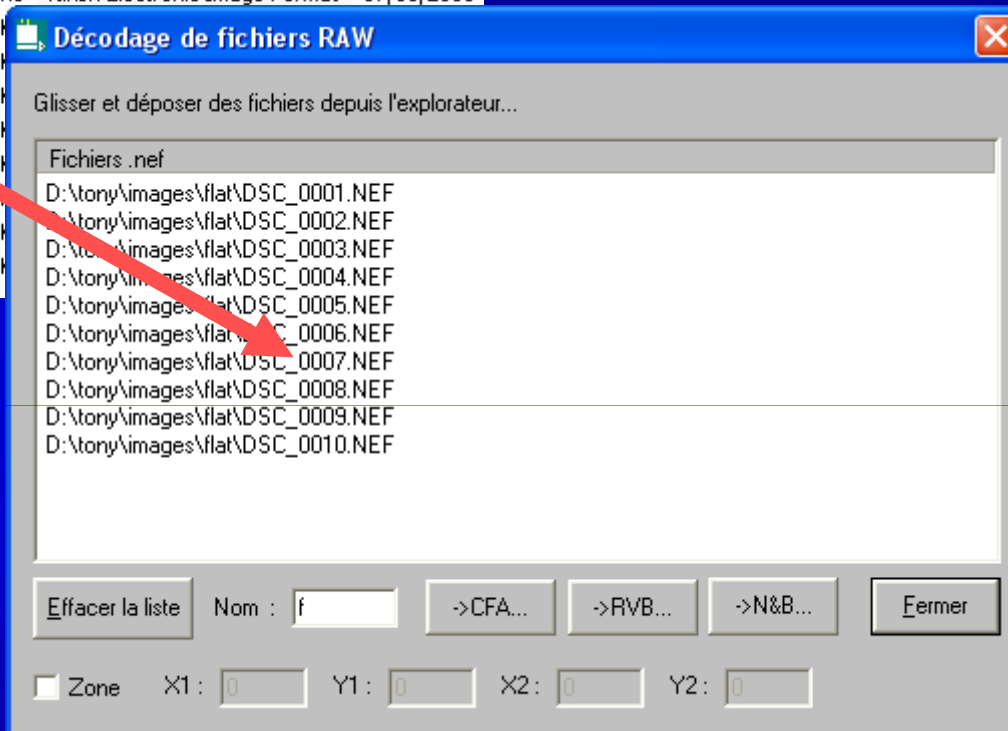 Décodage de fichiers RAW
Glisser et déposer des fichiers depuis l'explorateur...
Fichiers .nef
D:\tony\images\flat\DSC_0001.NEF
D:\tony\images\flat\DSC_0002.NEF
D:\tony\images\flat\DSC_0003.NEF
D:\tony\images\flat\DSC_0004.NEF
D:\tony\images\flat\DSC_0005.NEF
D:\tony\images\flat\DSC_0006.NEF
D:\tony\images\flat\DSC_0007.NEF
D:\tony\images\flat\DSC_0008.NEF
D:\tony\images\flat\DSC_0009.NEF
D:\tony\images\flat\DSC_0010.NEF
Effacer la liste Nom : f ->CFA... ->RVB... ->N&B... Fermer
Zone X1 : 0 Y1 : 0 X2 : 0 Y2 : 0